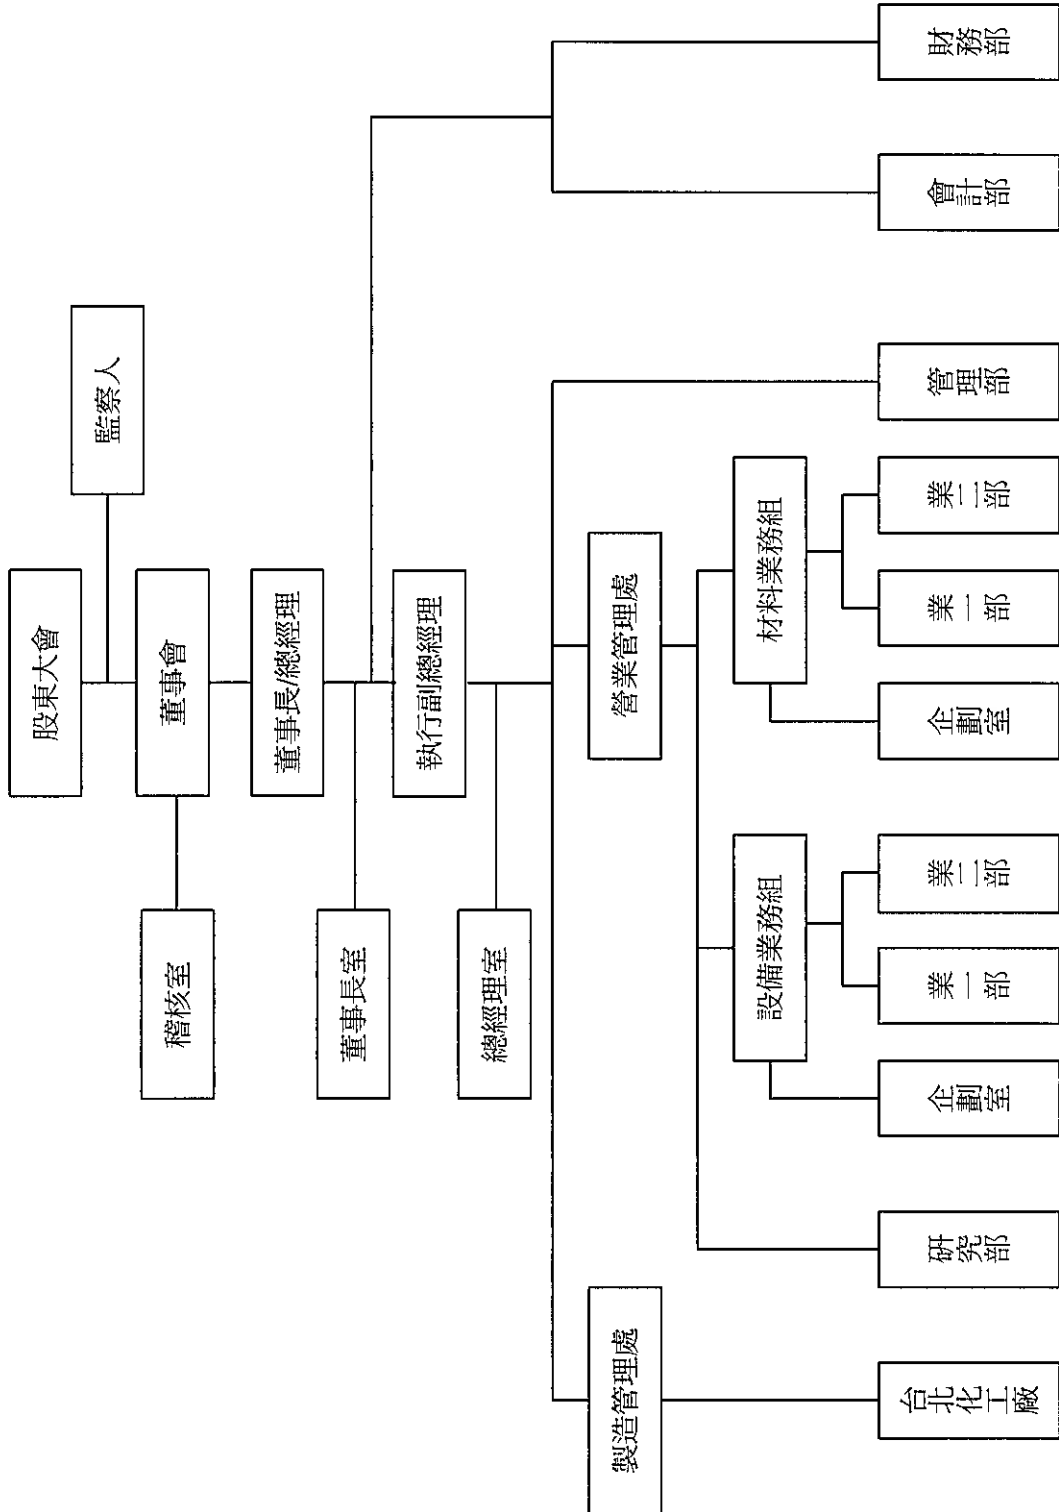 股東大會
監察人
董事會
稽核室
董事長/總經理
董事長室
執行副總經理
總經理室
製造管理處
營業管理處
設備業務組
材料業務組
台北化工廠
研究部
企劃室
業一部
業二部
企劃室
業一部
業二部
管理部
會計部
財務部